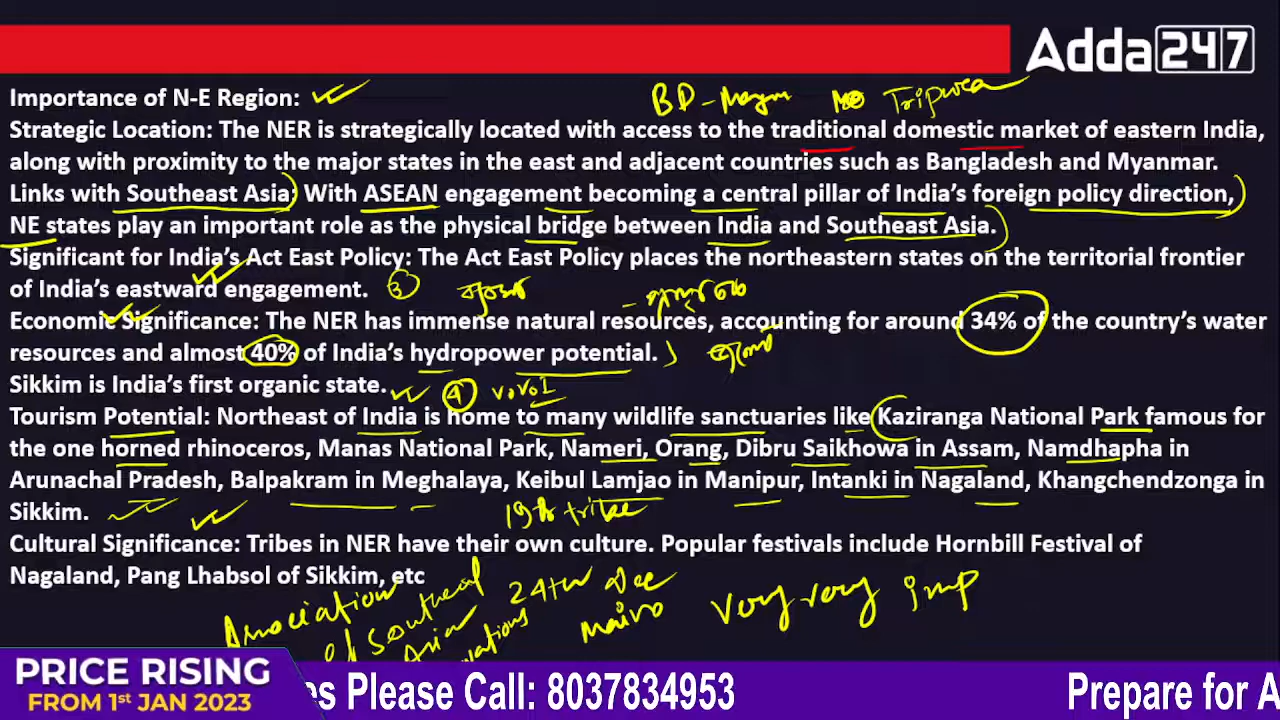 Adda247
BD - Tripura
Importance of N-E Region:
Strategic Location: The NER is strategically located with access to the traditional domestic market of eastern India,
along with proximity to the major states in the east and adjacent countries such as Bangladesh and Myanmar.
Links with Southeast Asia: With ASEAN engagement becoming a central pillar of India's foreign policy direction,
NE states play an important role as the physical bridge between India and Southeast Asia.
Significant for India's Act East Policy: The Act East Policy places the northeastern states on the territorial frontier
of India's eastward engagement. 3
Economic Significance: The NER has immense natural resources, accounting for around 34% of the country's water
resources and almost 40% of India's hydropower potential.
Sikkim is India's first organic state. 4
Tourism Potential: Northeast of India is home to many wildlife sanctuaries like Kaziranga National Park famous for
the one horned rhinoceros, Manas National Park, Nameri, Orang, Dibru Saikhowa in Assam, Namdhapha in
Arunachal Pradesh, Balpakram in Meghalaya, Keibul Lamjao in Manipur, Intanki in Nagaland, Khangchendzonga in
Sikkim.
19th tribe
Cultural Significance: Tribes in NER have their own culture. Popular festivals include Hornbill Festival of
Nagaland, Pang Lhabsol of Sikkim, etc
Association
of Southeast
Asian
nations
24th Dec
very very imp
PRICE RISING
FROM 1st JAN 2023
es Please Call: 8037834953
Prepare for A